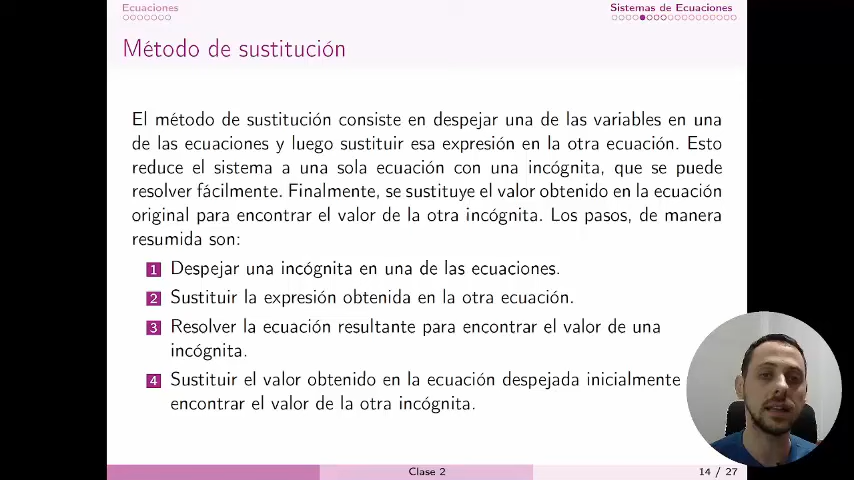 Ecuaciones
Sistemas de Ecuaciones
Método de sustitución
El método de sustitución consiste en despejar una de las variables en una
de las ecuaciones y luego sustituir esa expresión en la otra ecuación. Esto
reduce el sistema a una sola ecuación con una incógnita, que se puede
resolver fácilmente. Finalmente, se sustituye el valor obtenido en la ecuación
original para encontrar el valor de la otra incógnita. Los pasos, de manera
resumida son:
1 Despejar una incógnita en una de las ecuaciones.
2 Sustituir la expresión obtenida en la otra ecuación.
3 Resolver la ecuación resultante para encontrar el valor de una
incógnita.
4 Sustituir el valor obtenido en la ecuación despejada inicialmente
encontrar el valor de la otra incógnita.
Clase 2
14 / 27